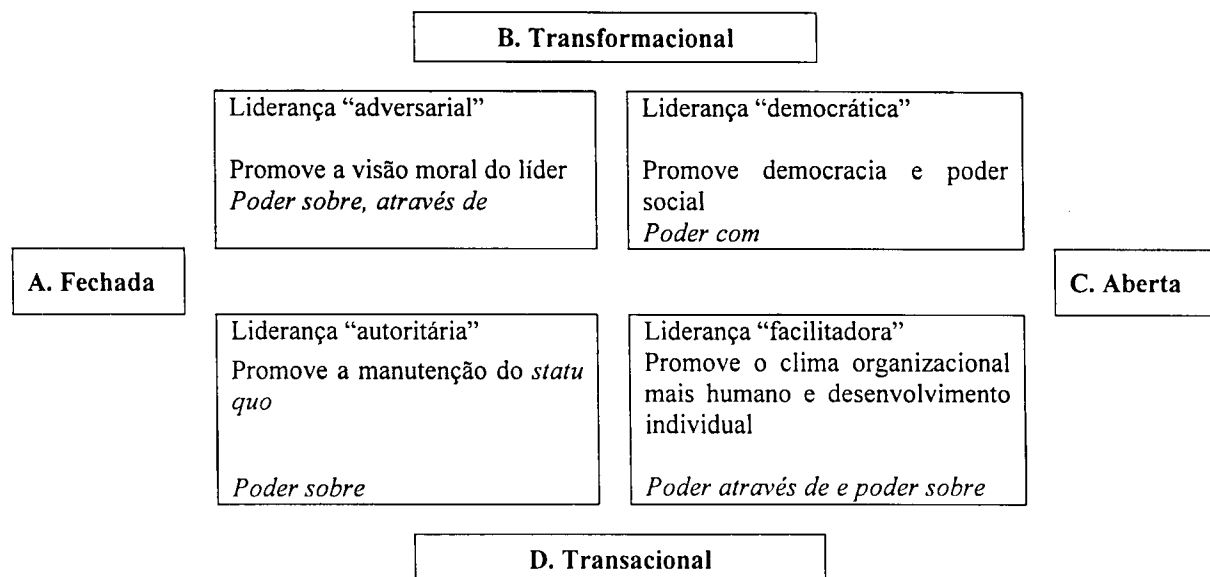 B. Transformacional
Liderança “adversarial”
Promove a visão moral do líder
Poder sobre, através de
Liderança “democrática”
Promove democracia e poder
social
Poder com
A. Fechada
C. Aberta
Liderança “autoritária”
Promove a manutenção do statu
quo
Poder sobre
Liderança “facilitadora”
Promove o clima organizacional
mais humano e desenvolvimento
individual
Poder através de e poder sobre
D. Transacional